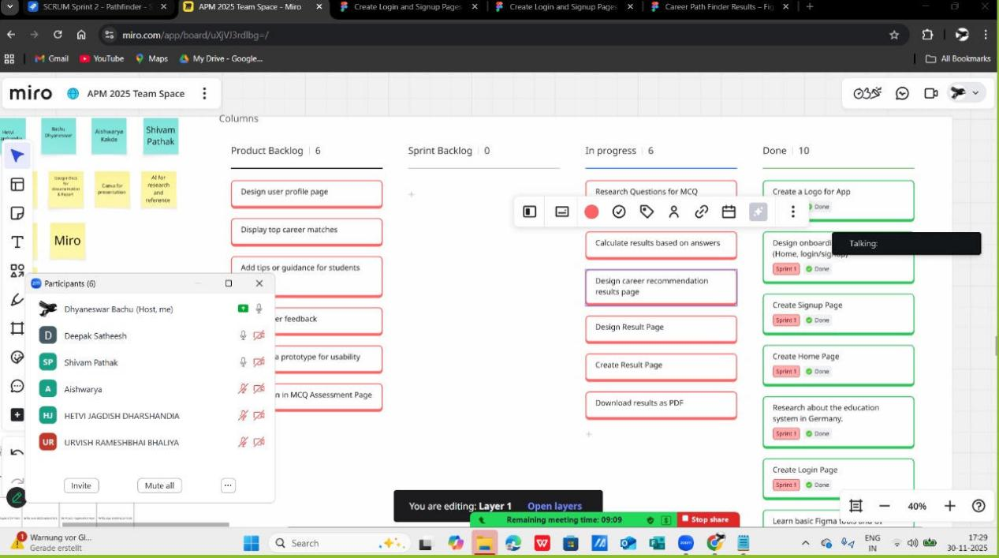 SCRUM Sprint 2 - Pathfinder - S
APM 2025 Team Space - Miro
Create Login and Signup Pages
Create Login and Signup Pages
Career Path Finder Results – Fig
miro.com/app/board/uXjVJ3rdlbg=/
Gmail
YouTube
Maps
My Drive - Google...
All Bookmarks
miro
APM 2025 Team Space
Columns
Hetvi
Bachu
Dhyaneswar
Aishwarya
Kakde
Shivam
Pathak
Google Docs
for
documentation
& Report
Canva for
presentation
AI for
research
and
reference
Miro
Product Backlog | 6
Design user profile page
Display top career matches
Add tips or guidance for students
er feedback
a prototype for usability
n in MCQ Assessment Page
Sprint Backlog | 0
In progress | 6
Research Questions for MCQ
Calculate results based on answers
Design career recommendation
results page
Design Result Page
Create Result Page
Download results as PDF
Done | 10
Create a Logo for App
Done
Design onboardi
(Home, login/signup)
Sprint 1 Done
Create Signup Page
Sprint 1 Done
Create Home Page
Sprint 1 Done
Research about the education
system in Germany.
Sprint 1 Done
Create Login Page
Sprint 1 Done
Learn basic Figma tools and UI
Talking:
Participants (6)
Dhyaneswar Bachu (Host, me)
D Deepak Satheesh
SP Shivam Pathak
A Aishwarya
HJ HETVI JAGDISH DHARSHANDIA
UR URVISH RAMESHBHAI BHALIYA
Invite
Mute all
...
You are editing: Layer 1 Open layers
Remaining meeting time: 09:09
Stop share
40%
1
Warnung vor Gl...
Gerade erstellt
Search
zoom
ENG
IN
17:29
30-11-2025